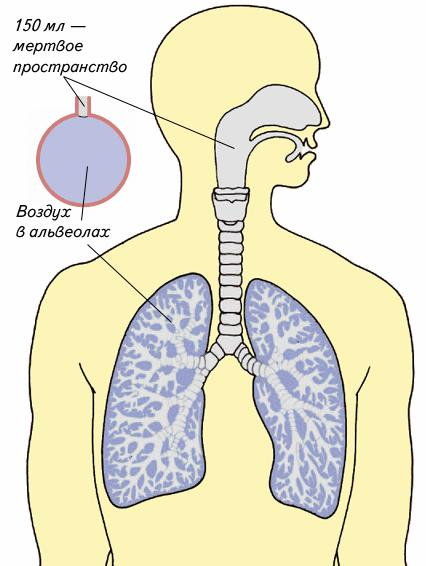 150 мл —
мертвое
пространство
Воздух
в альвеолах